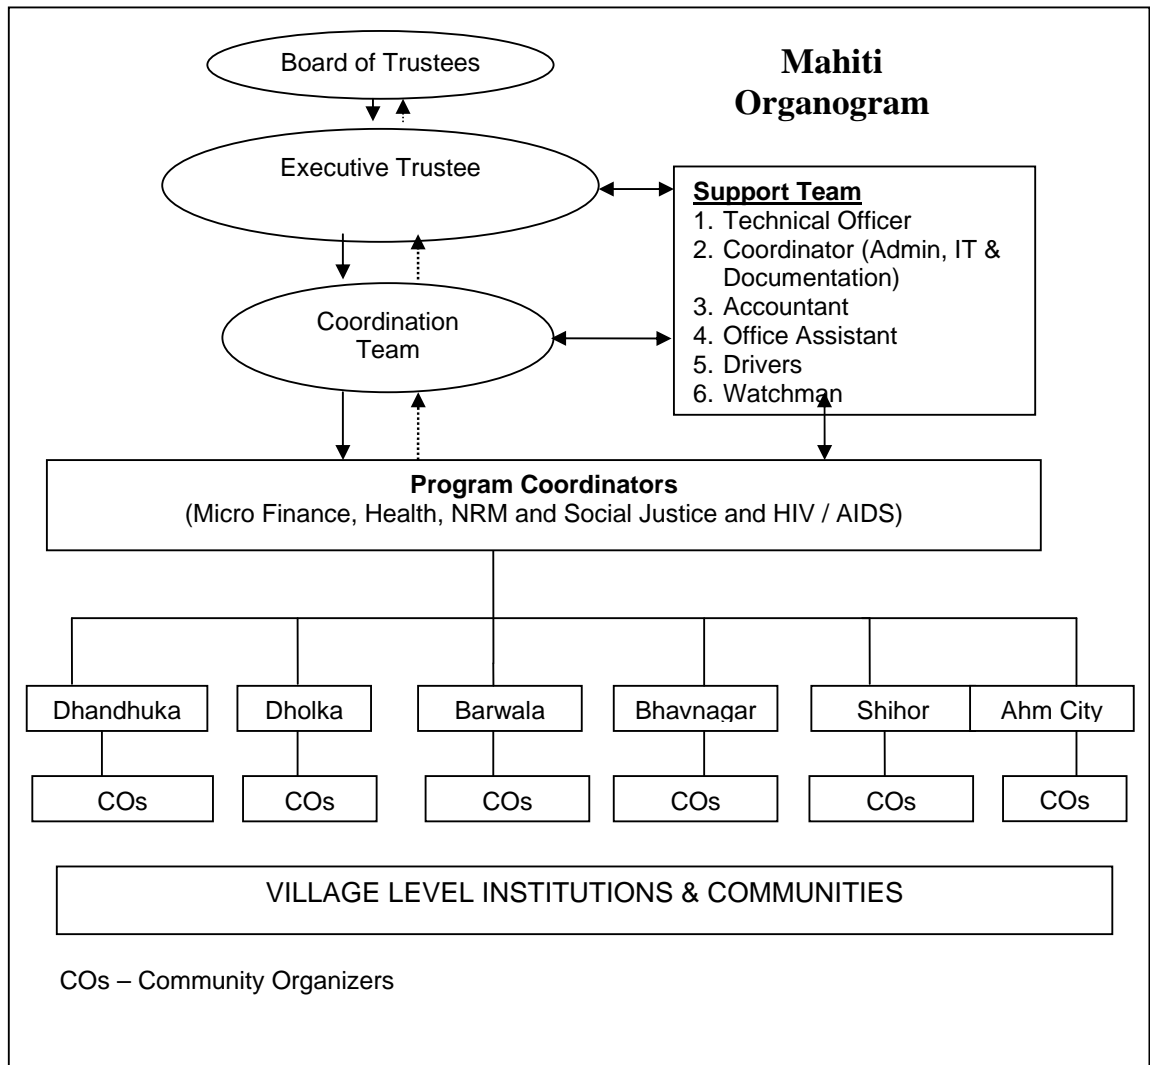 Board of Trustees
Mahiti
Organogram
Executive Trustee
Support Team
1. Technical Officer
2. Coordinator (Admin, IT &
Documentation)
3. Accountant
4. Office Assistant
5. Drivers
6. Watchman
Coordination
Team
Program Coordinators
(Micro Finance, Health, NRM and Social Justice and HIV / AIDS)
Dhandhuka
Dholka
Barwala
Bhavnagar
Shihor
Ahm City
COs
COs
COs
COs
COs
COs
VILLAGE LEVEL INSTITUTIONS & COMMUNITIES
COs – Community Organizers